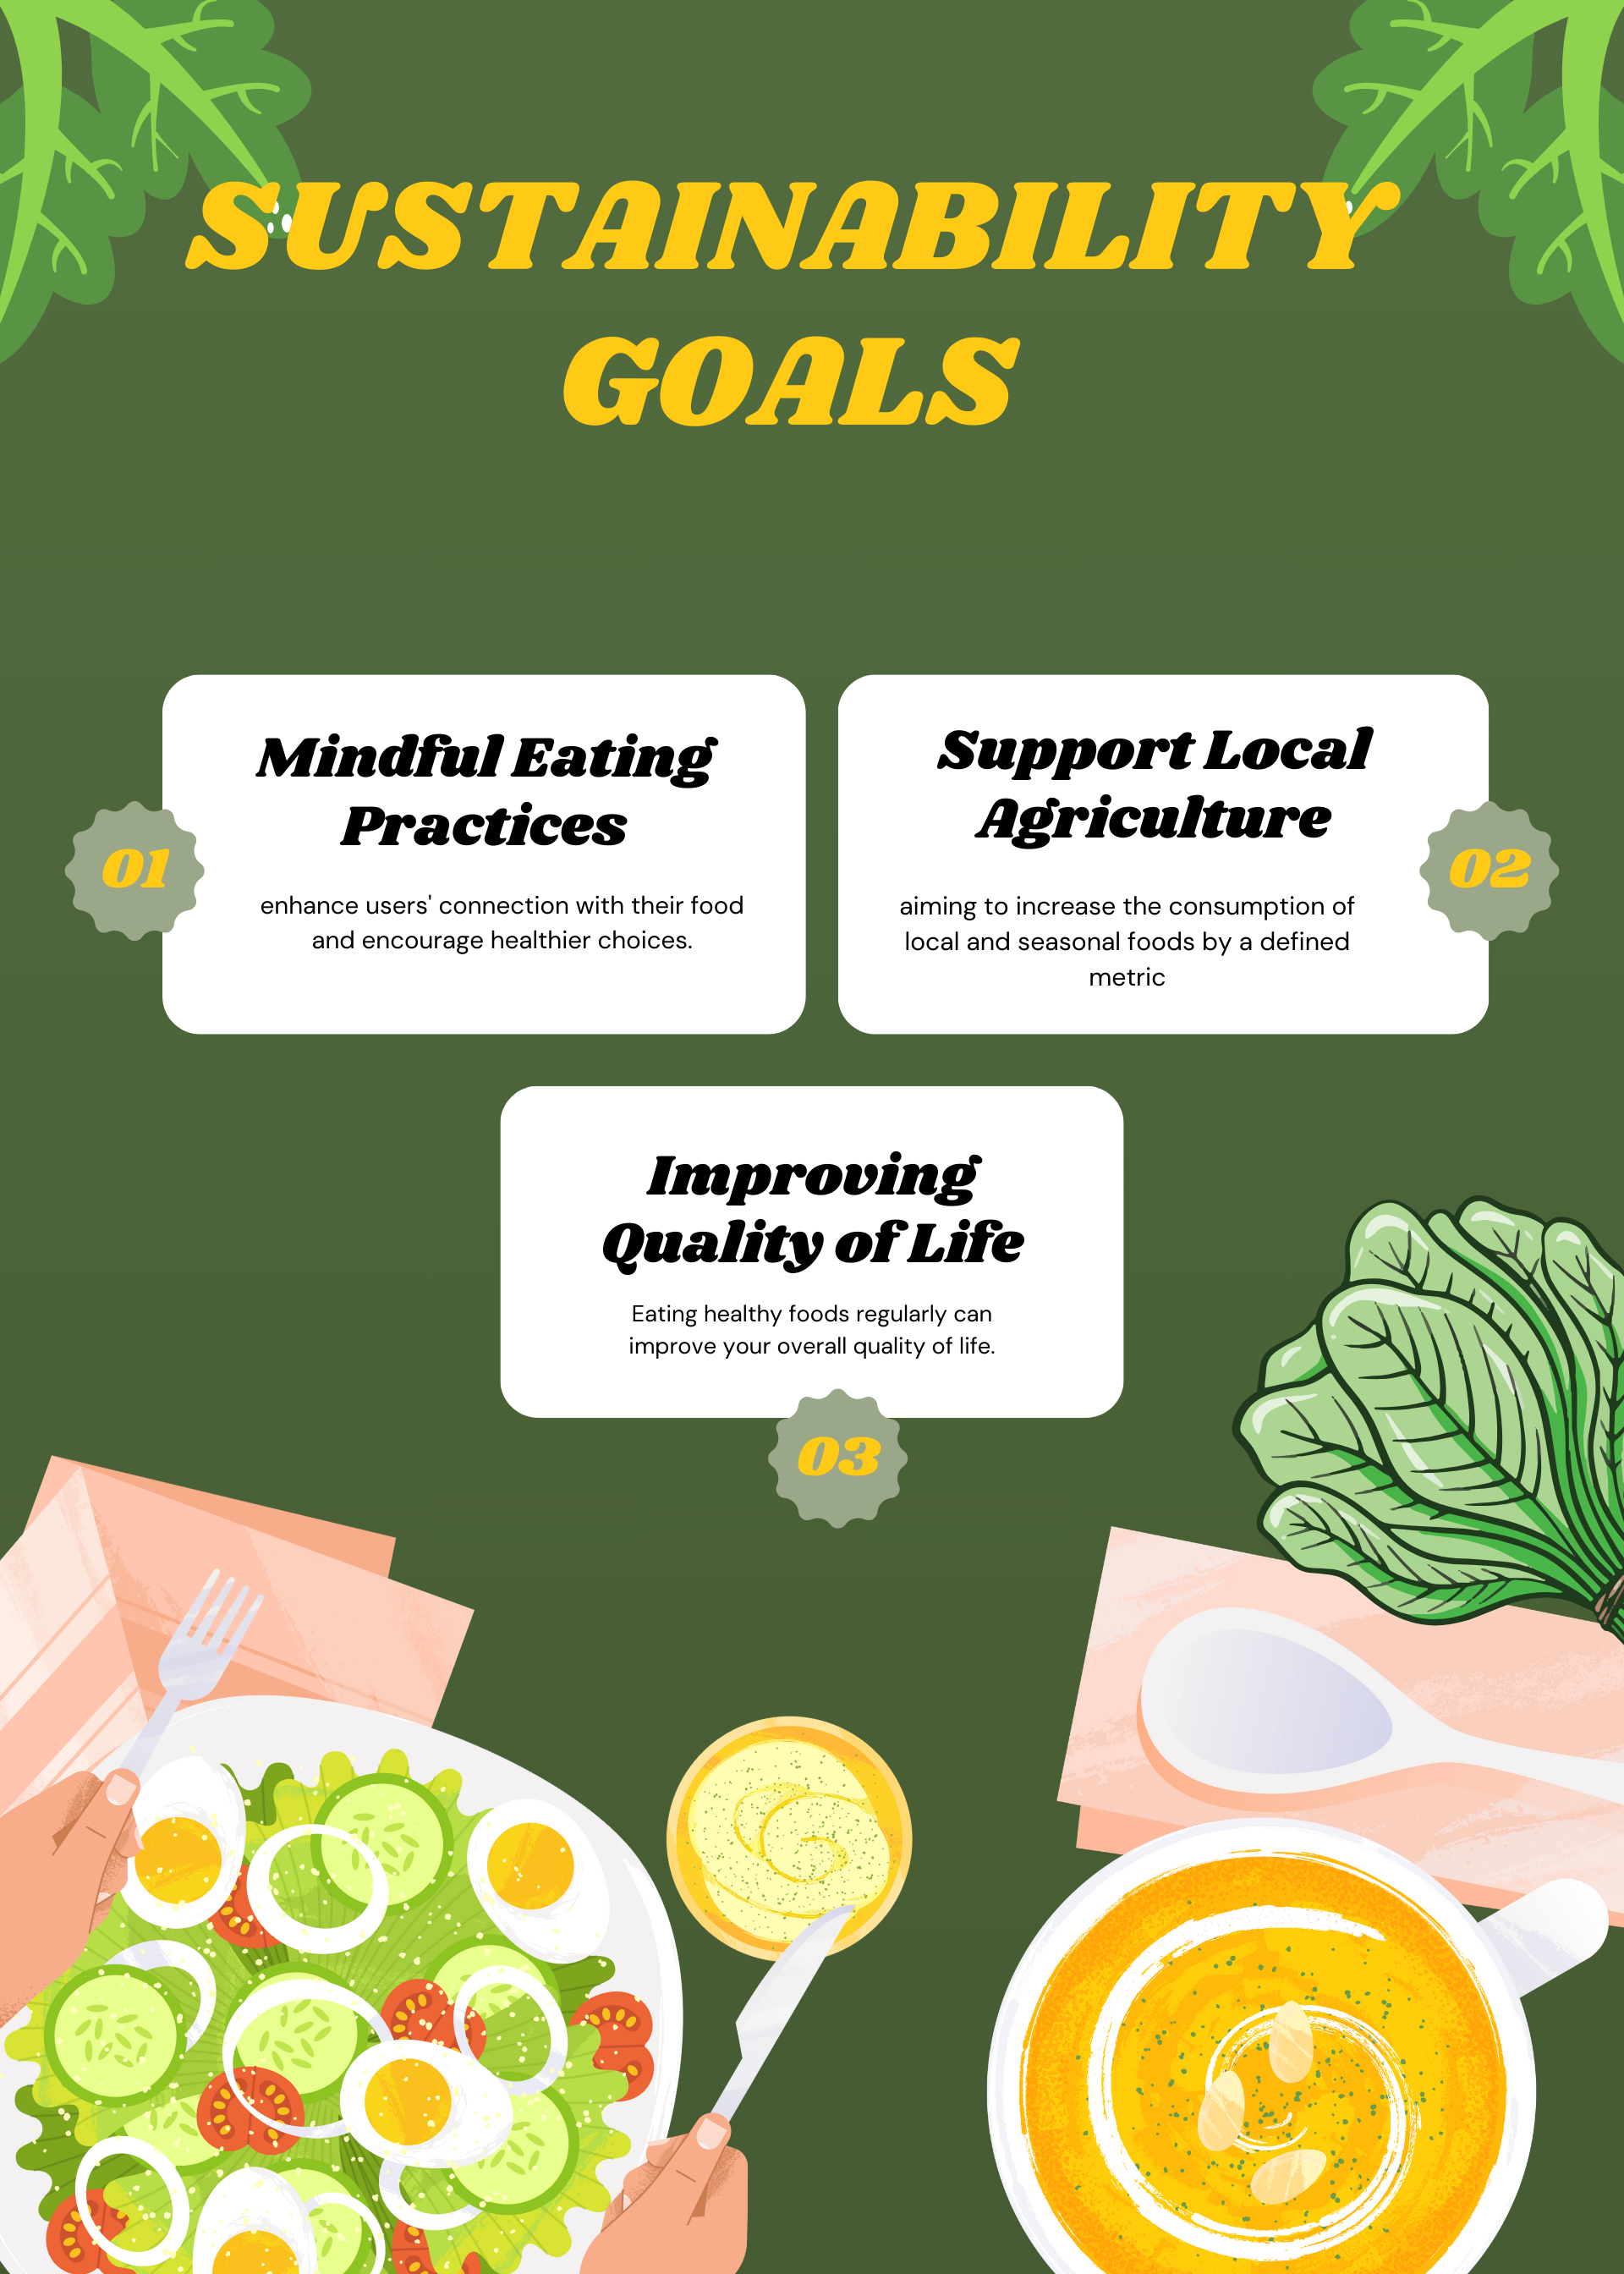 SUSTAINABILITY
GOALS
01
Mindful Eating
Practices
enhance users' connection with their food
and encourage healthier choices.
Support Local
Agriculture
aiming to increase the consumption of
local and seasonal foods by a defined
metric
02
Improving
Quality of Life
Eating healthy foods regularly can
improve your overall quality of life.
03